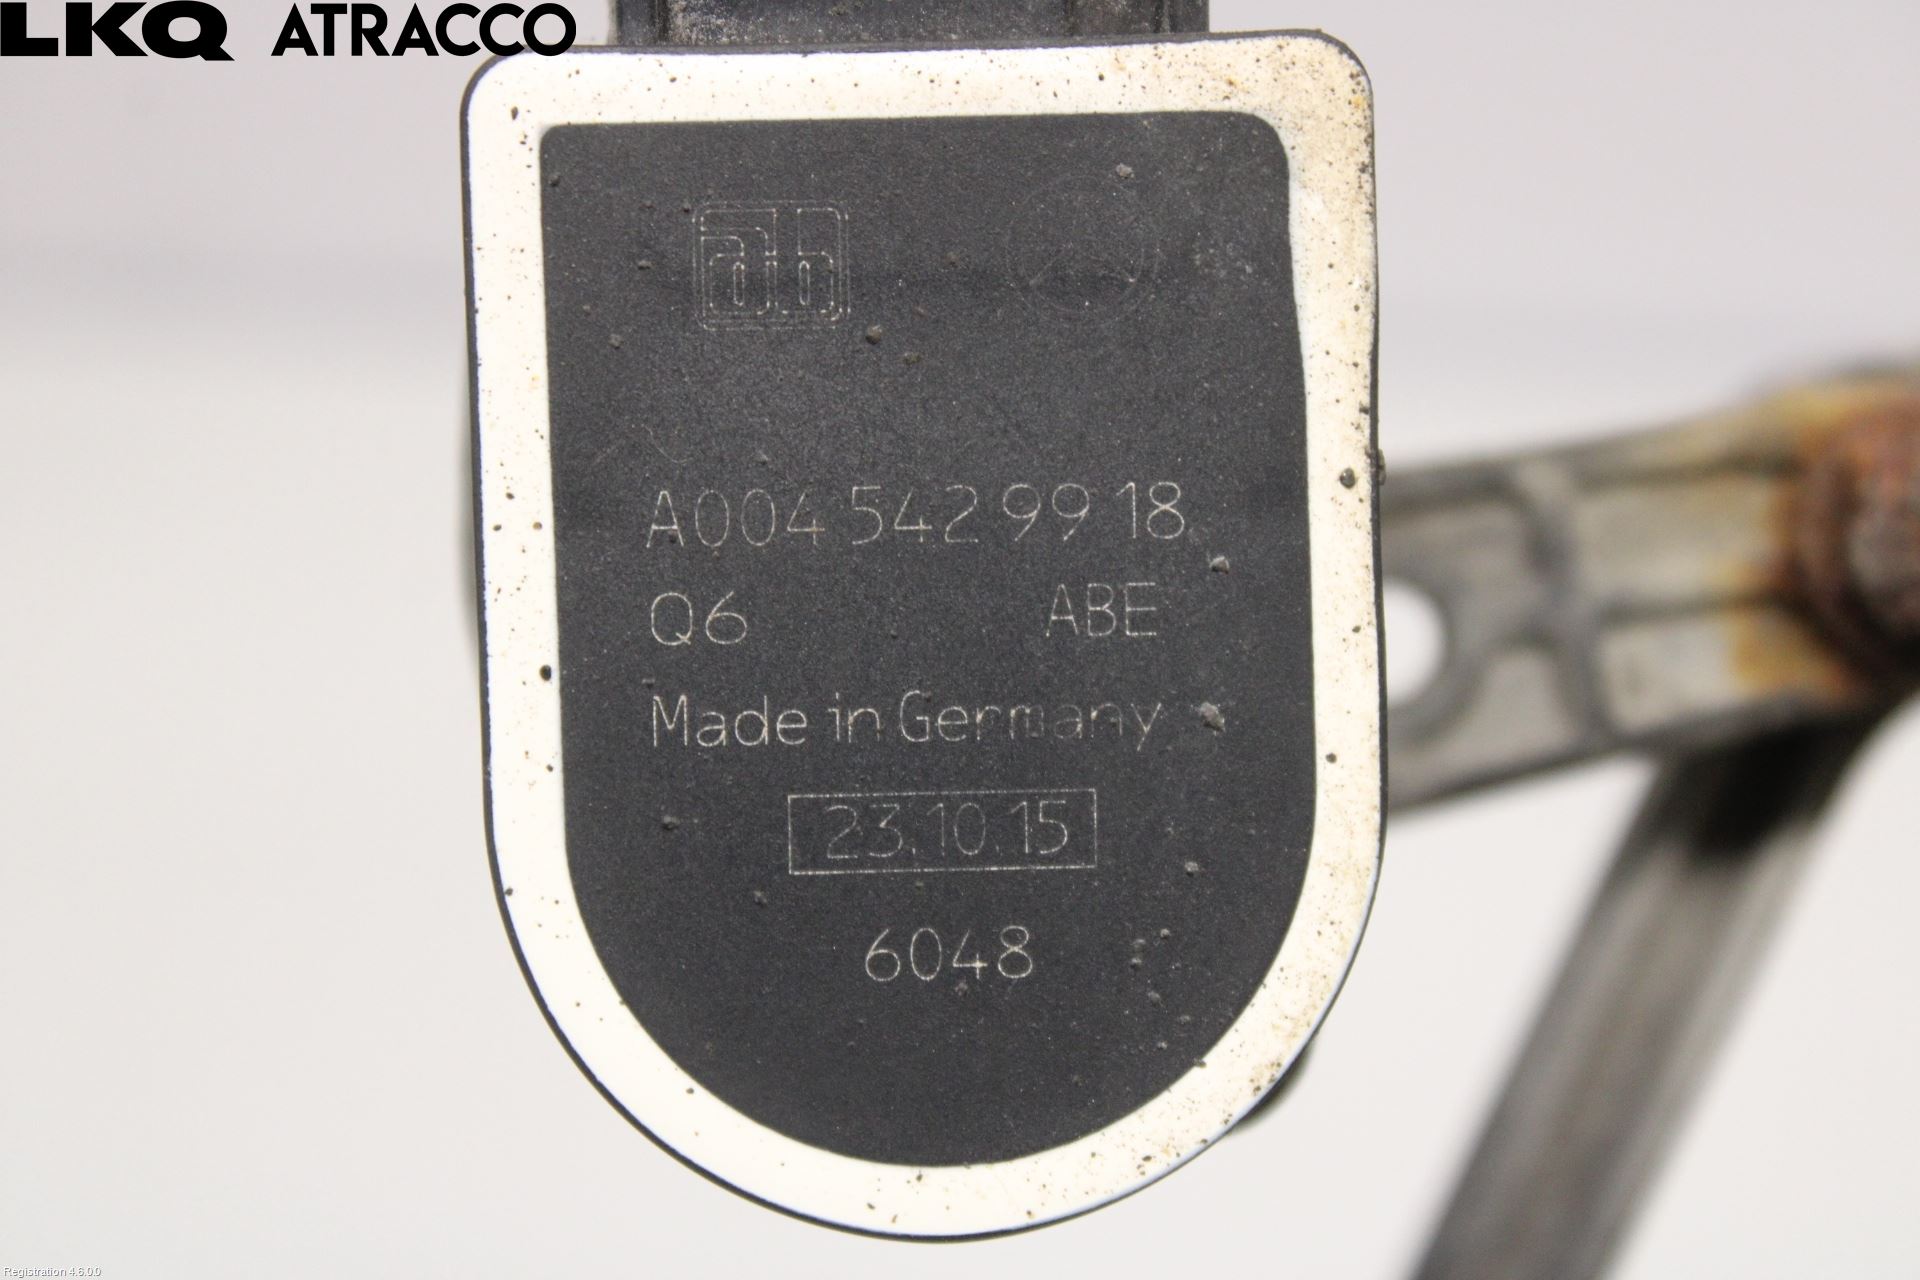 LKQ ATRACCO
ab
A004 542 99 18
Q6 ABE
Made in Germany
23.10.15
6048
Registration 4.6.0.0